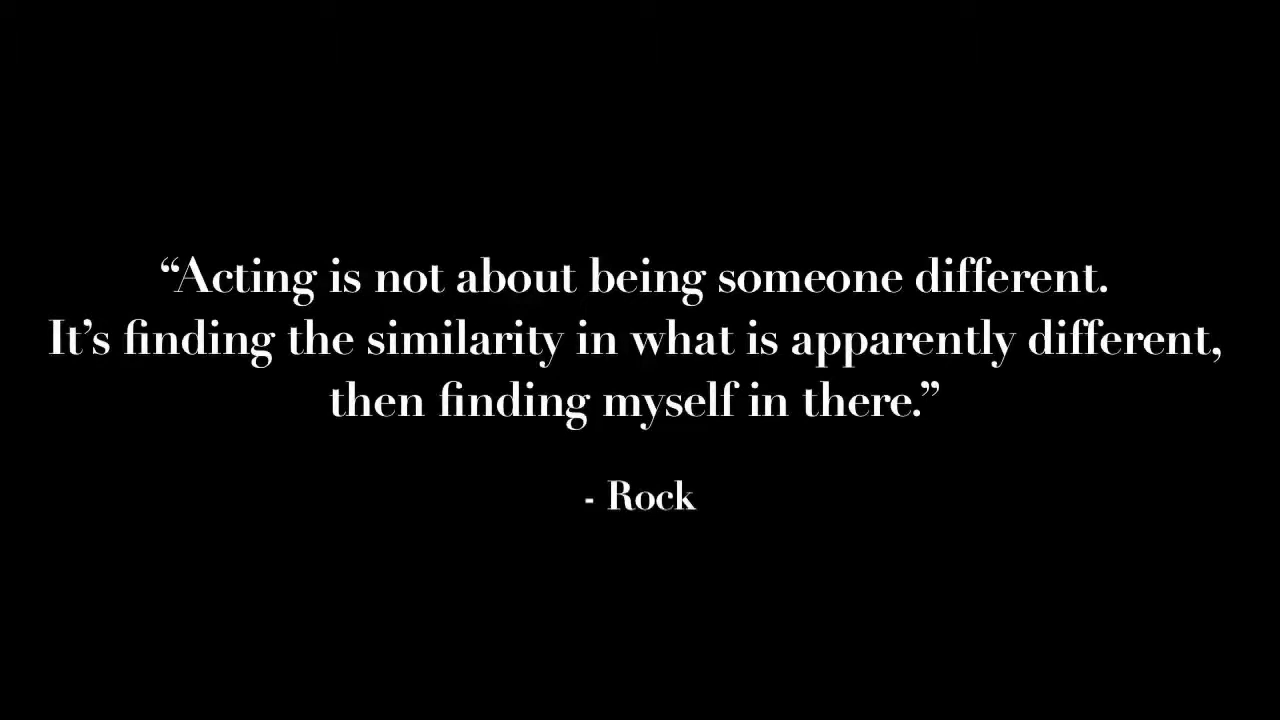 “Acting is not about being someone different.
It’s finding the similarity in what is apparently different,
then finding myself in there.”
- Rock